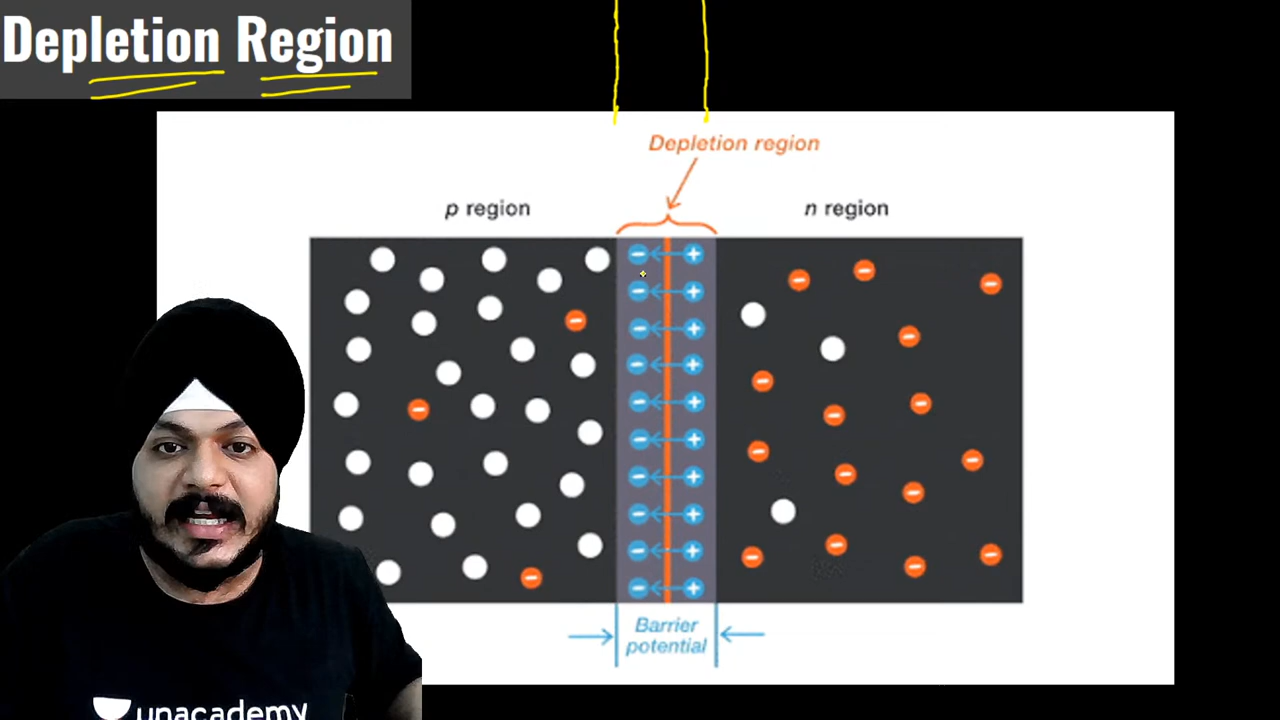 Depletion Region
Depletion region
p region
n region
Barrier
potential
unacademy